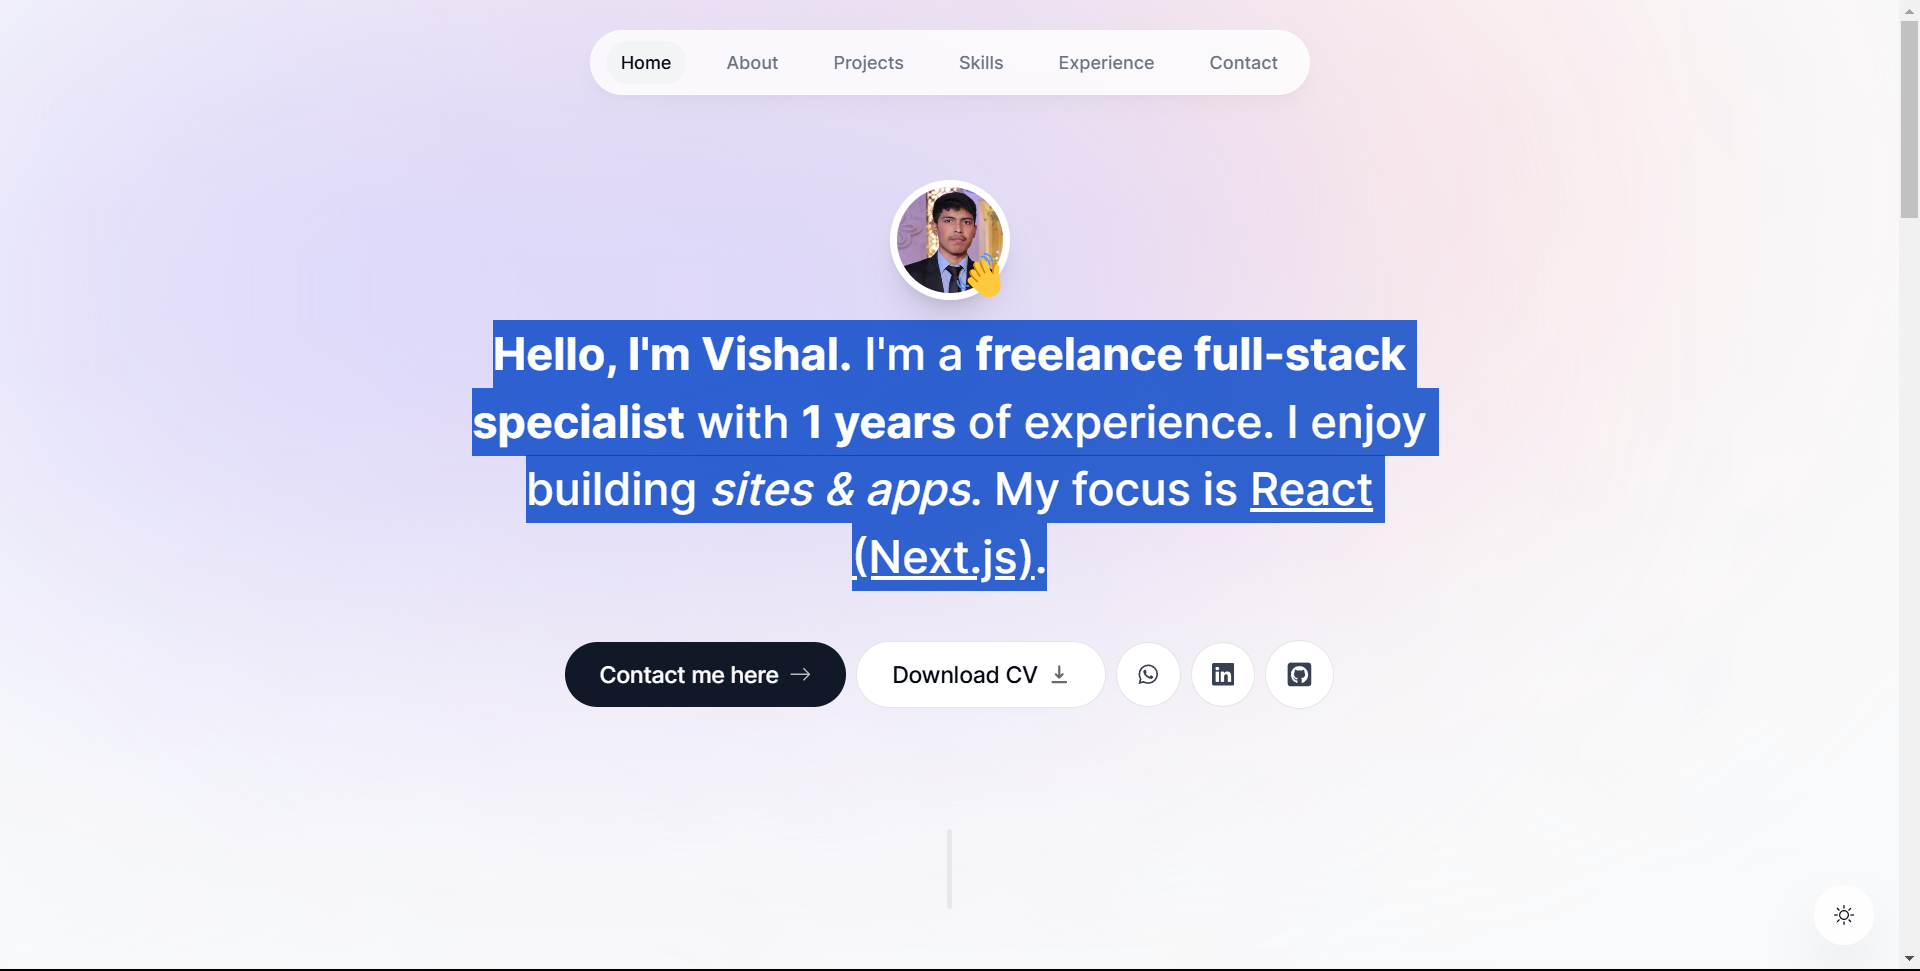 Home About Projects Skills Experience Contact
Hello, I'm Vishal. I'm a freelance full-stack
specialist with 1 years of experience. I enjoy
building sites & apps. My focus is React
(Next.js).
Contact me here Download CV in